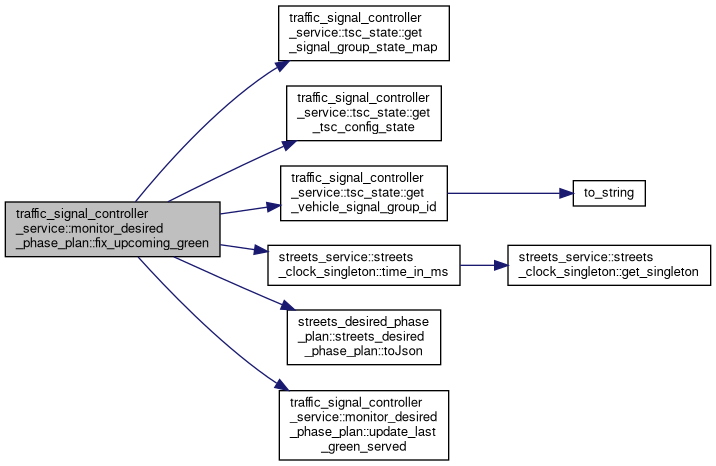 traffic_signal_controller
_service::tsc_state::get
_signal_group_state_map
traffic_signal_controller
_service::tsc_state::get
_tsc_config_state
traffic_signal_controller
_service::tsc_state::get
_vehicle_signal_group_id
to_string
traffic_signal_controller
_service::monitor_desired
_phase_plan::fix_upcoming_green
streets_service::streets
_clock_singleton::time_in_ms
streets_service::streets
_clock_singleton::get_singleton
streets_desired_phase
_plan::streets_desired
_phase_plan::toJson
traffic_signal_controller
_service::monitor_desired
_phase_plan::update_last
_green_served